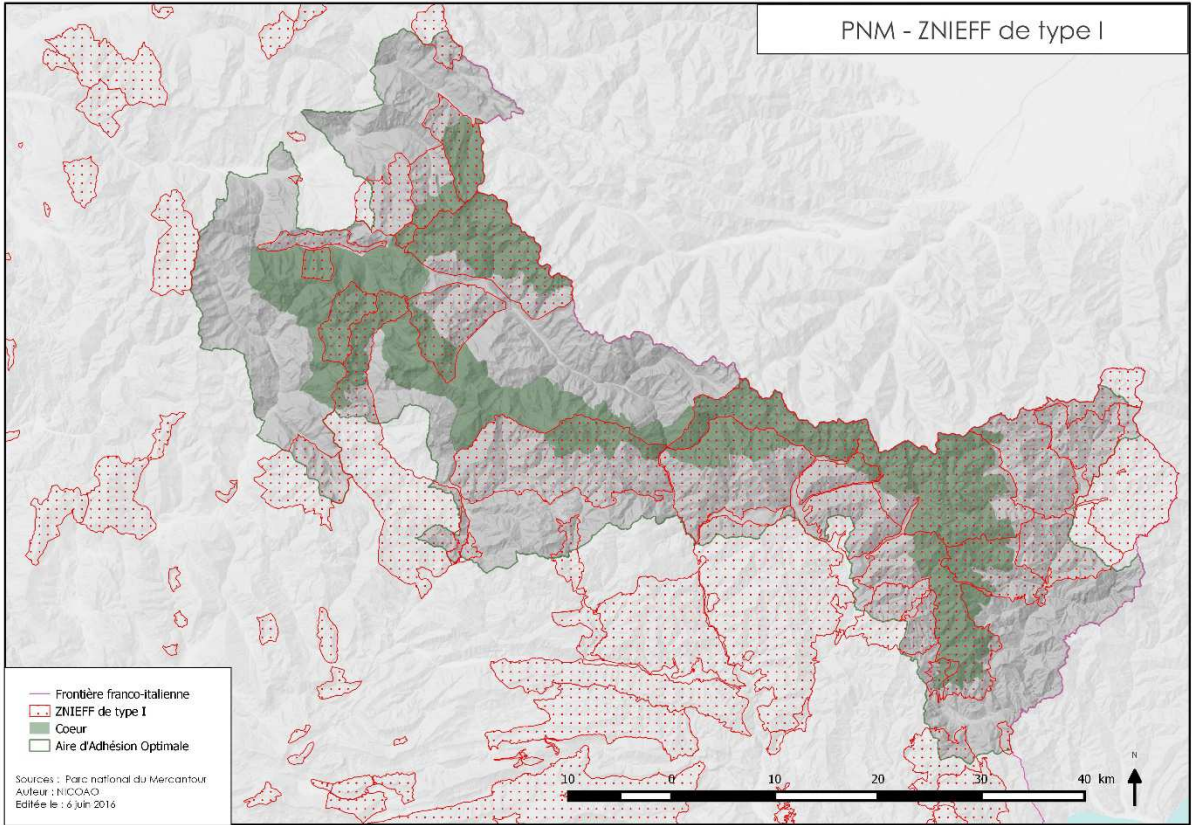 PNM - ZNIEFF de type I
Frontière franco-italienne
ZNIEFF de type I
Coeur
Aire d'Adhésion Optimale
Sources : Parc national du Mercantour
Auteur : NICOAO
Editée le : 6 juin 2016
10 0 10 20 30 40 km
N